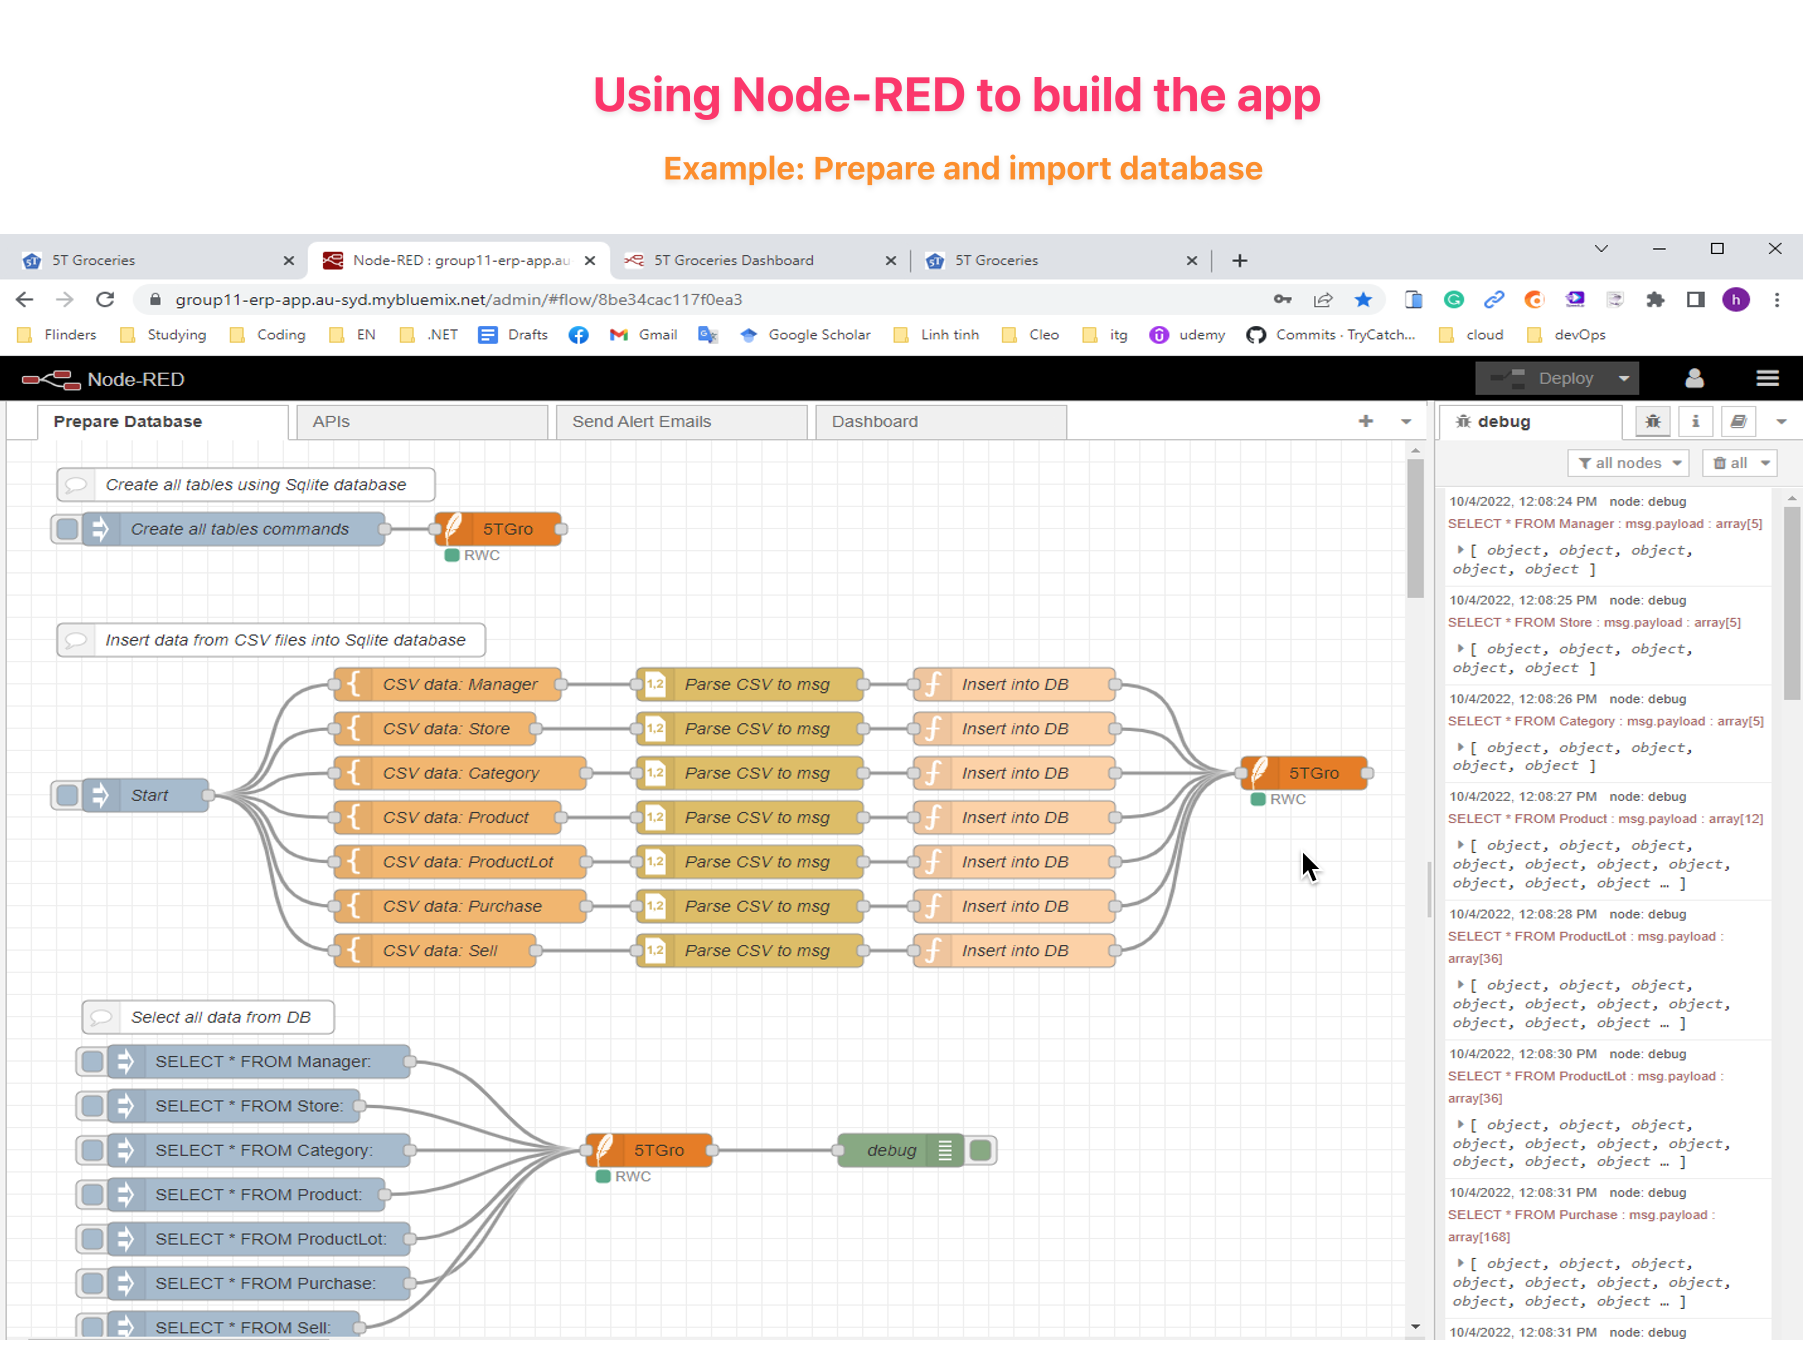 Using Node-RED to build the app
Example: Prepare and import database
5T Groceries
Node-RED : group11-erp-app.au
5T Groceries Dashboard
5T Groceries
group11-erp-app.au-syd.mybluemix.net/admin/#flow/8be34cac117f0ea3
h
Flinders
Studying
Coding
EN
.NET
Drafts
Gmail
Google Scholar
Linh tinh
Cleo
itg
udemy
Commits · TryCatch...
cloud
devOps
Node-RED
Deploy
Prepare Database
APIs
Send Alert Emails
Dashboard
debug
i
all nodes
all
Create all tables using Sqlite database
Create all tables commands
5TGro
RWC
Insert data from CSV files into Sqlite database
Start
CSV data: Manager
1,2
Parse CSV to msg
Insert into DB
CSV data: Store
1,2
Parse CSV to msg
Insert into DB
CSV data: Category
1,2
Parse CSV to msg
Insert into DB
CSV data: Product
1,2
Parse CSV to msg
Insert into DB
CSV data: ProductLot
1,2
Parse CSV to msg
Insert into DB
CSV data: Purchase
1,2
Parse CSV to msg
Insert into DB
CSV data: Sell
1,2
Parse CSV to msg
Insert into DB
5TGro
RWC
Select all data from DB
SELECT * FROM Manager:
SELECT * FROM Store:
SELECT * FROM Category:
SELECT * FROM Product:
SELECT * FROM ProductLot:
SELECT * FROM Purchase:
SELECT * FROM Sell:
5TGro
RWC
debug
10/4/2022, 12:08:24 PM node: debug
SELECT * FROM Manager : msg.payload : array[5]
[ object, object, object,
object, object ]
10/4/2022, 12:08:25 PM node: debug
SELECT * FROM Store : msg.payload : array[5]
[ object, object, object,
object, object ]
10/4/2022, 12:08:26 PM node: debug
SELECT * FROM Category : msg.payload : array[5]
[ object, object, object,
object, object ]
10/4/2022, 12:08:27 PM node: debug
SELECT * FROM Product : msg.payload : array[12]
[ object, object, object,
object, object, object, object,
object, object, object … ]
10/4/2022, 12:08:28 PM node: debug
SELECT * FROM ProductLot : msg.payload :
array[36]
[ object, object, object,
object, object, object, object,
object, object, object … ]
10/4/2022, 12:08:30 PM node: debug
SELECT * FROM ProductLot : msg.payload :
array[36]
[ object, object, object,
object, object, object, object,
object, object, object … ]
10/4/2022, 12:08:31 PM node: debug
SELECT * FROM Purchase : msg.payload :
array[168]
[ object, object, object,
object, object, object, object,
object, object, object … ]
10/4/2022, 12:08:31 PM node: debug